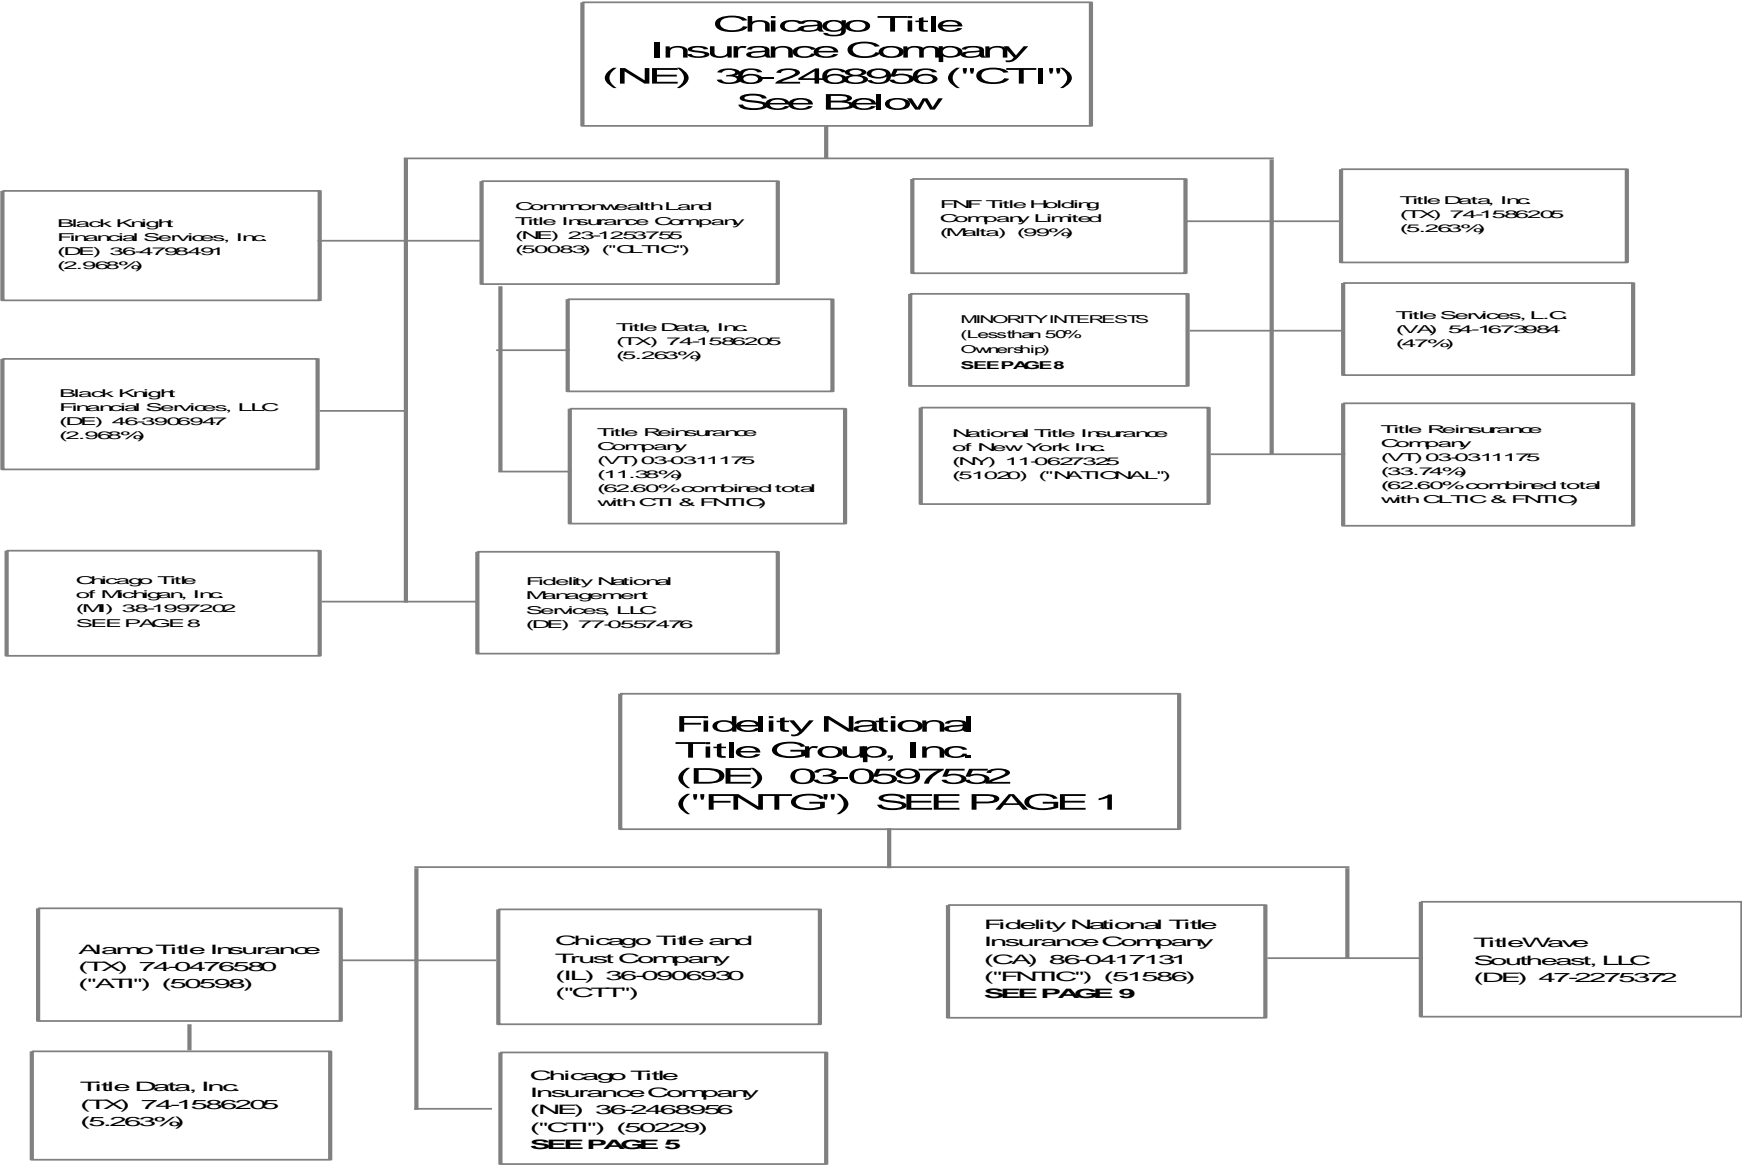 Chicago Title
Insurance Company
(NE) 36-2468956 ("CTI")
See Below
Black Knight
Financial Services, Inc.
(DE) 36-4798491
(2.968%)
Commonwealth Land
Title Insurance Company
(NE) 23-1253755
(50083) ("CLTIC")
FNF Title Holding
Company Limited
(Malta) (99%)
Title Data, Inc.
(TX) 74-1586205
(5.263%)
Title Data, Inc.
(TX) 74-1586205
(5.263%)
MINORITY INTERESTS
(Less than 50%
Ownership)
SEE PAGE 8
Title Services, L.C.
(VA) 54-1673984
(47%)
Black Knight
Financial Services, LLC
(DE) 46-3906947
(2.968%)
Title Reinsurance
Company
(VT) 03-0311175
(11.38%)
(62.60% combined total
with CTI & FNTIC)
National Title Insurance
of New York Inc.
(NY) 11-0627325
(51020) ("NATIONAL")
Title Reinsurance
Company
(VT) 03-0311175
(33.74%)
(62.60% combined total
with CLTIC & FNTIC)
Chicago Title
of Michigan, Inc.
(MI) 38-1997202
SEE PAGE 8
Fidelity National
Management
Services, LLC
(DE) 77-0557476
Fidelity National
Title Group, Inc.
(DE) 03-0597552
("FNTG") SEE PAGE 1
Alamo Title Insurance
(TX) 74-0476580
("ATI") (50598)
Chicago Title and
Trust Company
(IL) 36-0906930
("CTT")
Fidelity National Title
Insurance Company
(CA) 86-0417131
("FNTIC") (51586)
SEE PAGE 9
TitleWave
Southeast, LLC
(DE) 47-2275372
Title Data, Inc.
(TX) 74-1586205
(5.263%)
Chicago Title
Insurance Company
(NE) 36-2468956
("CTI") (50229)
SEE PAGE 5